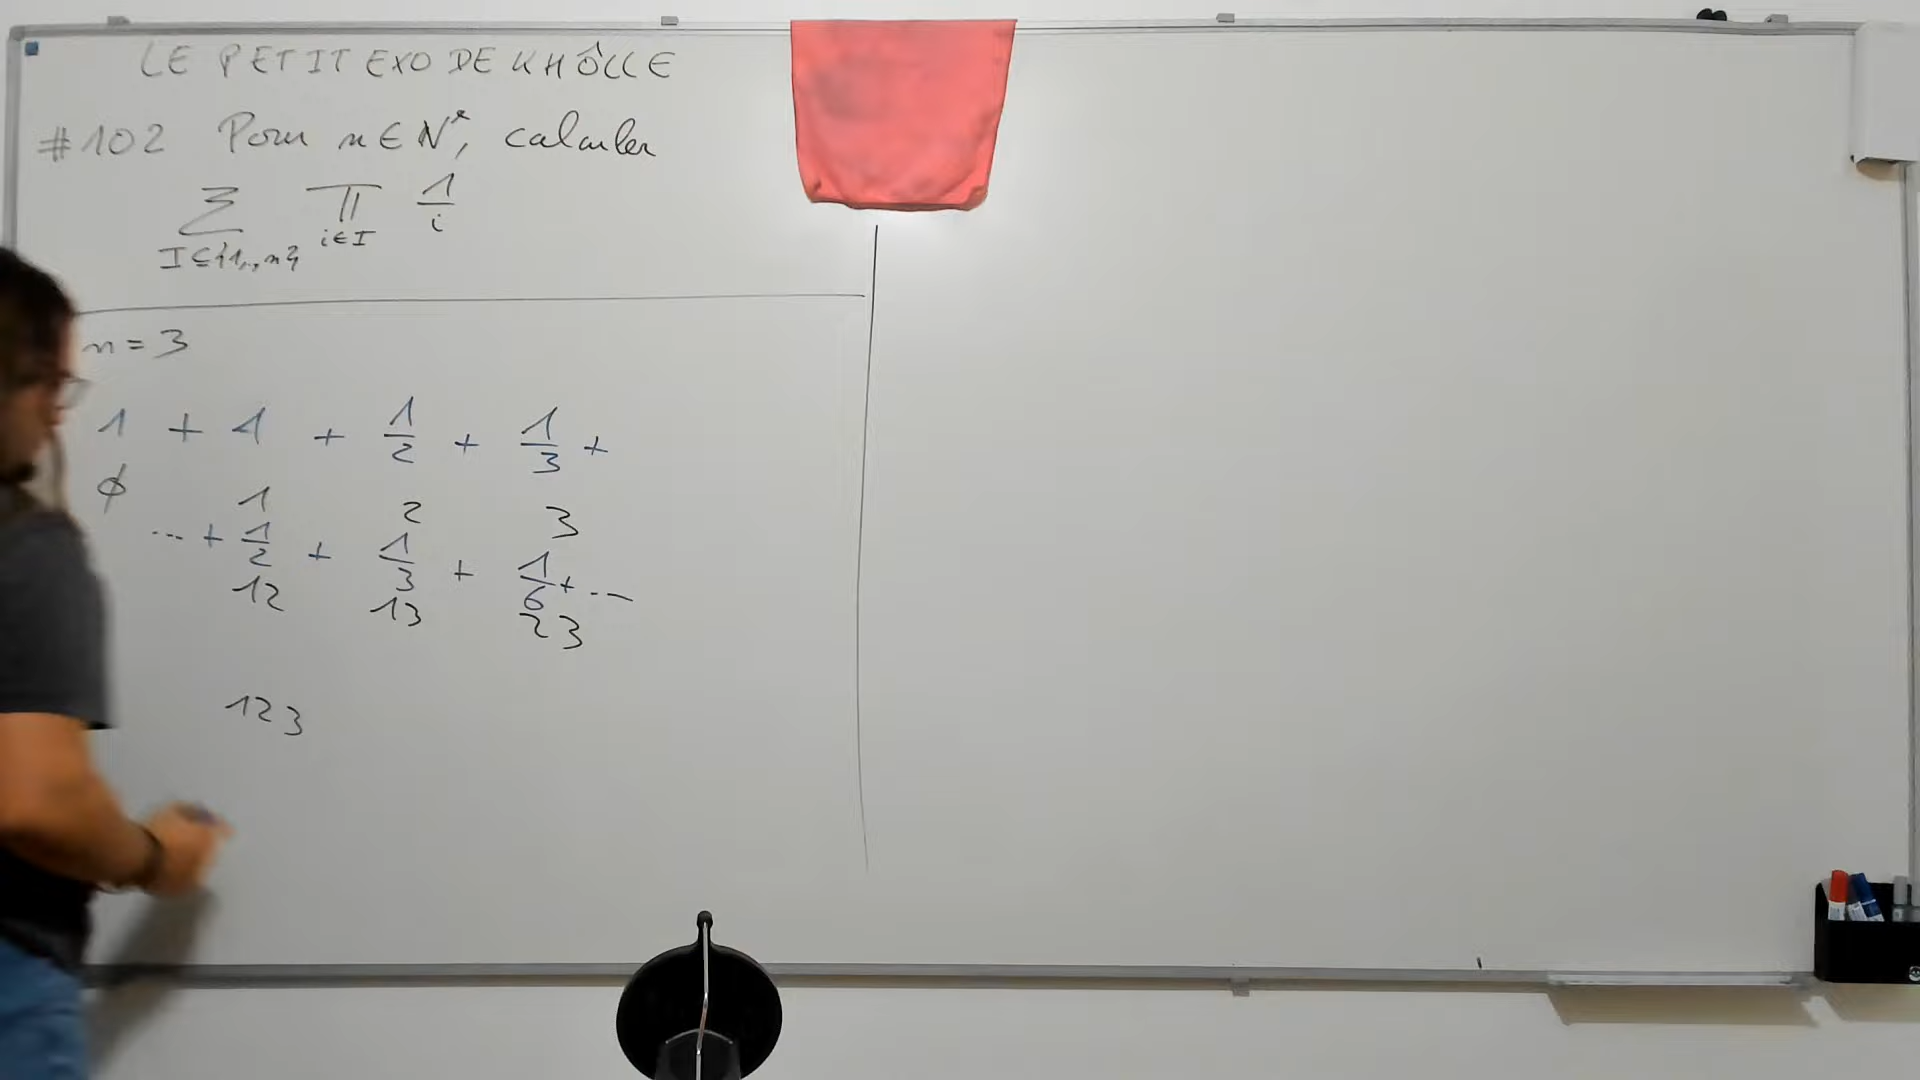 LE PETIT EXO DE KHÔLLE
#102 Pour n ∈ N*, calculer
∑ ∏ 1/i
I⊆{1,..,n} i∈I
n = 3
1 + 1 + 1/2 + 1/3 +
∅ 1 2 3
... + 1/2 + 1/3 + 1/6 + ...
12 13 23
123